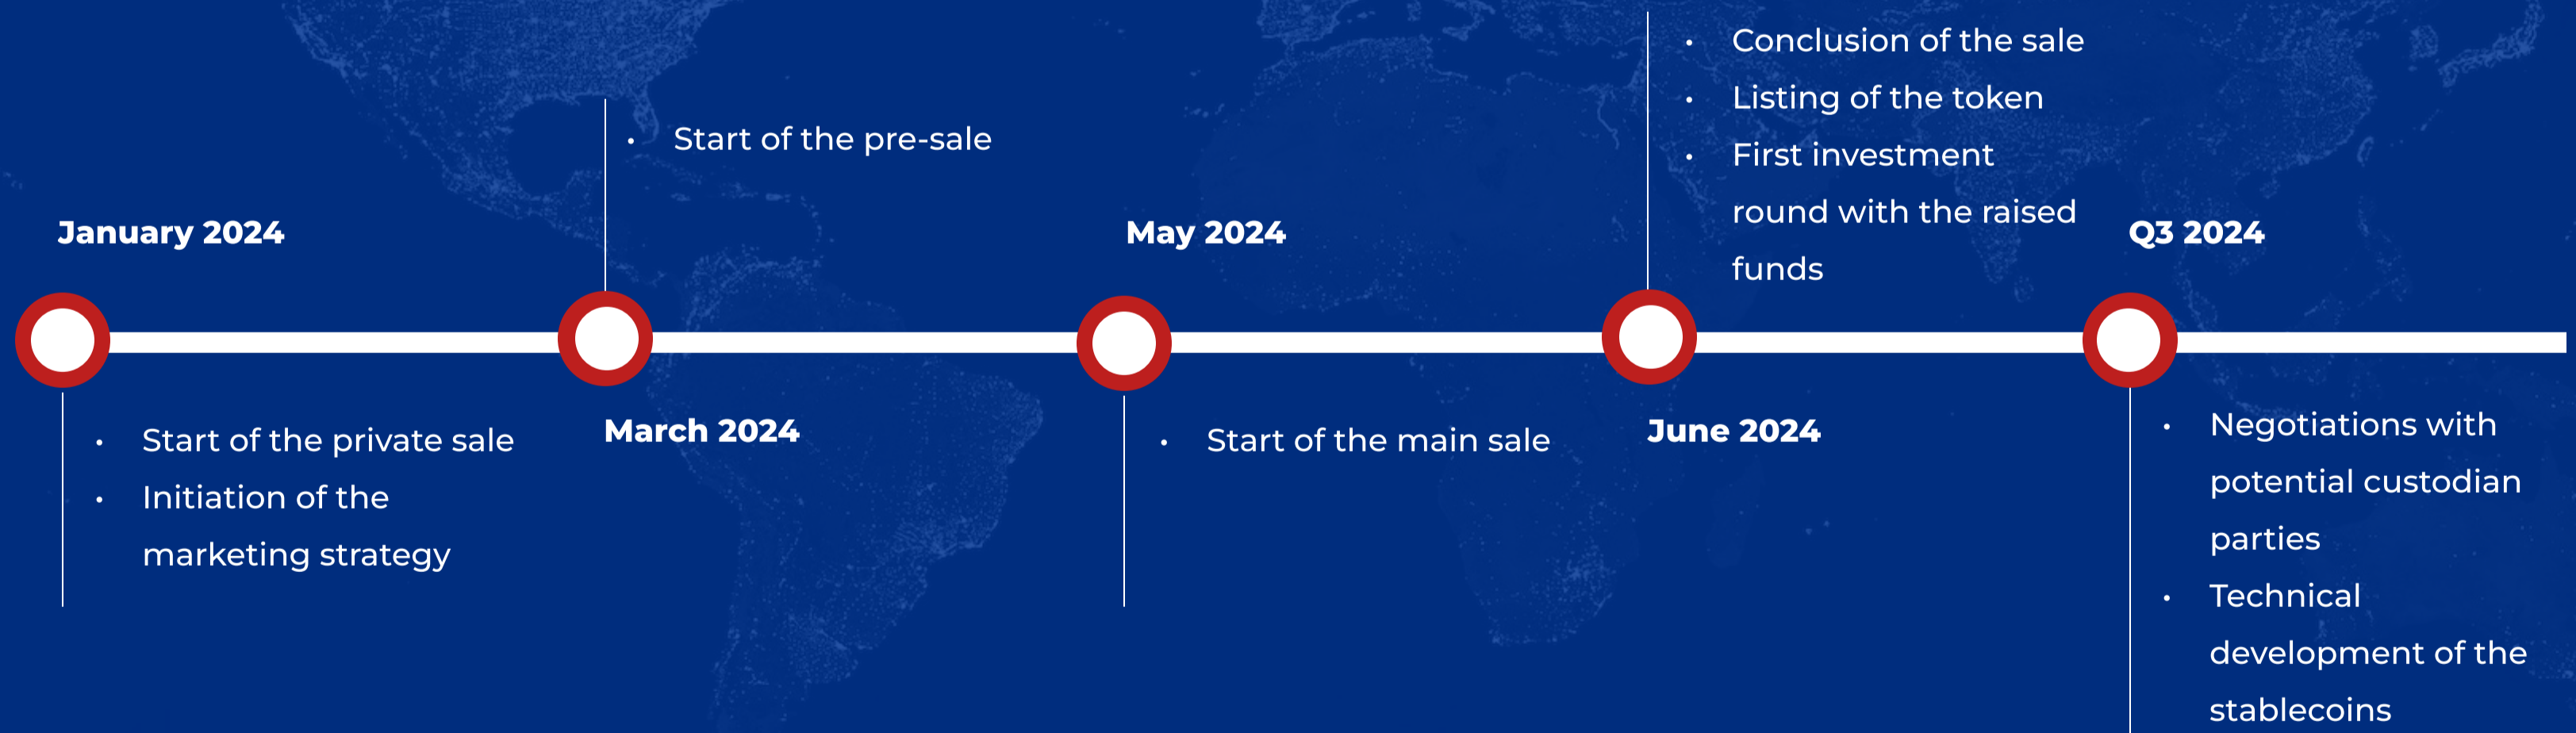 January 2024
• Start of the private sale
• Initiation of the
marketing strategy
• Start of the pre-sale
March 2024
May 2024
• Start of the main sale
• Conclusion of the sale
• Listing of the token
• First investment
round with the raised
funds
June 2024
Q3 2024
• Negotiations with
potential custodian
parties
• Technical
development of the
stablecoins